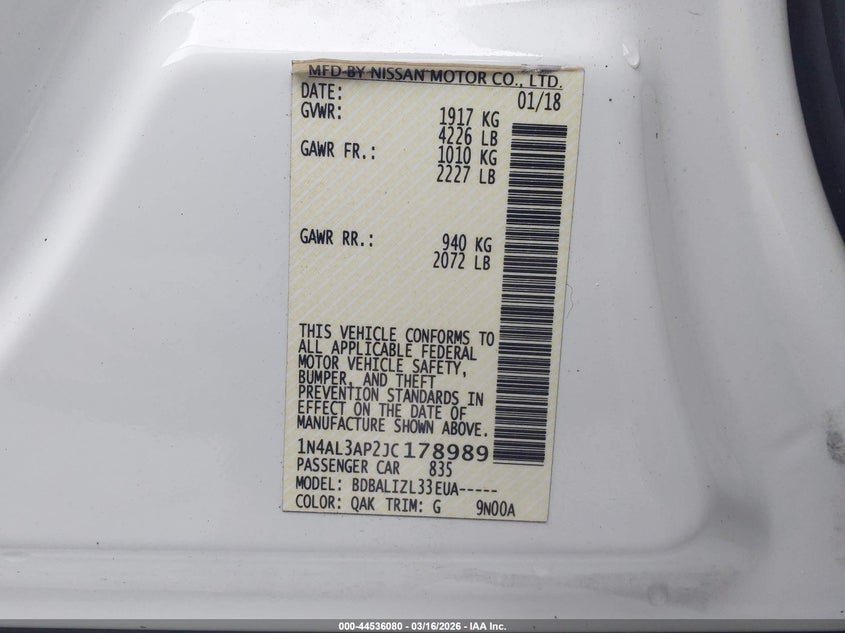 MFD BY NISSAN MOTOR CO., LTD.
DATE: 01/18
GVWR: 1917 KG
4226 LB
GAWR FR.: 1010 KG
2227 LB
GAWR RR.: 940 KG
2072 LB
THIS VEHICLE CONFORMS TO
ALL APPLICABLE FEDERAL
MOTOR VEHICLE SAFETY,
BUMPER, AND THEFT
PREVENTION STANDARDS IN
EFFECT ON THE DATE OF
MANUFACTURE SHOWN ABOVE.
1N4AL3AP2JC178989
PASSENGER CAR 835
MODEL: BDBALIZL33EUA-----
COLOR: QAK TRIM: G 9N00A
000-44536080 - 03/16/2026 - IAA Inc.